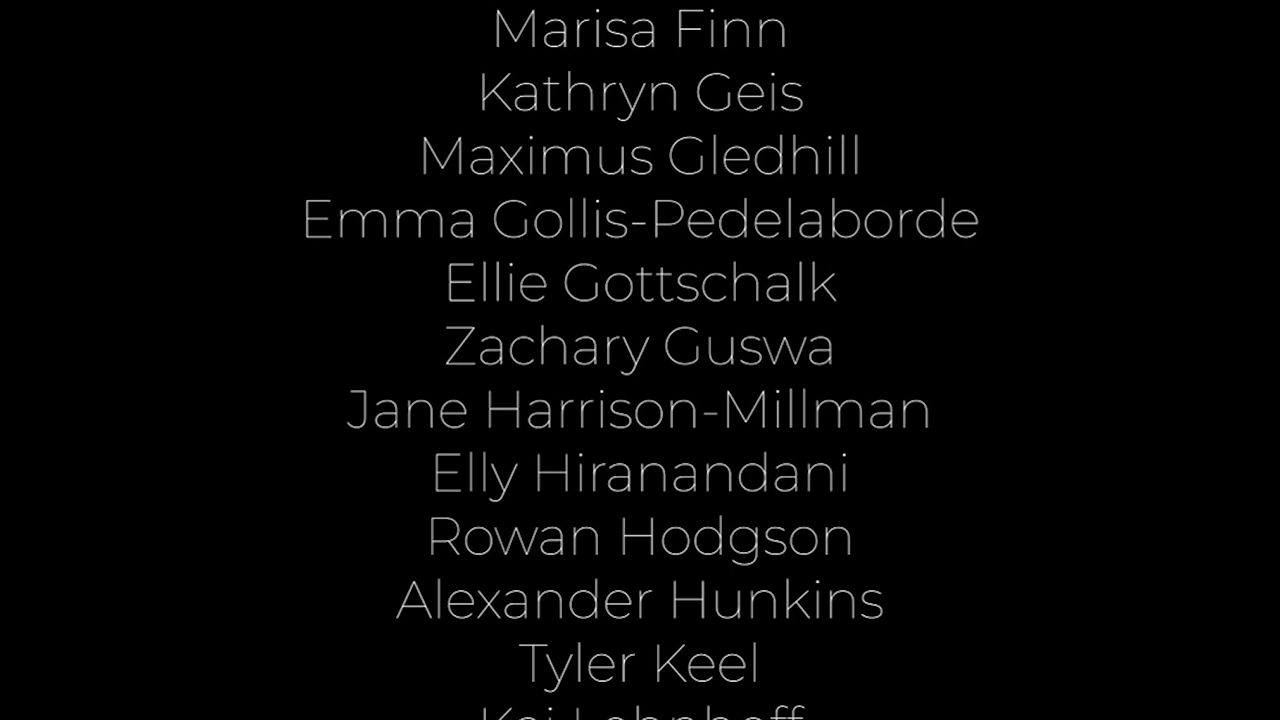 Marisa Finn
Kathryn Geis
Maximus Gledhill
Emma Gollis-Pedelaborde
Ellie Gottschalk
Zachary Guswa
Jane Harrison-Millman
Elly Hiranandani
Rowan Hodgson
Alexander Hunkins
Tyler Keel